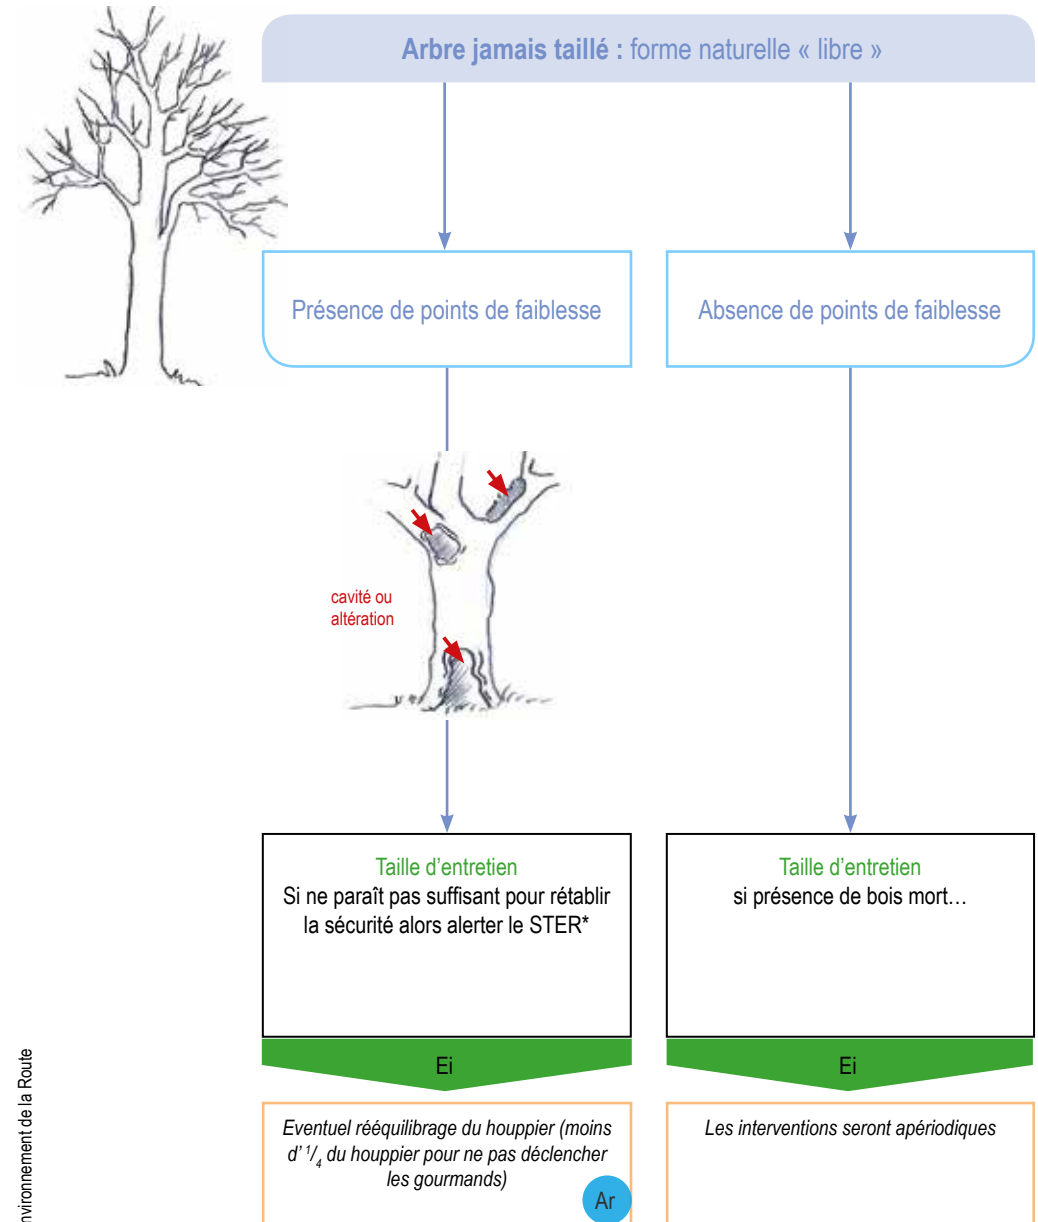 Arbre jamais taillé : forme naturelle « libre »
Présence de points de faiblesse
Absence de points de faiblesse
cavité ou
altération
Taille d’entretien
Si ne paraît pas suffisant pour rétablir
la sécurité alors alerter le STER*
Taille d’entretien
si présence de bois mort…
Ei
Ei
Eventuel rééquilibrage du houppier (moins
d’ 1/4 du houppier pour ne pas déclencher
les gourmands)
Ar
Les interventions seront apériodiques
nvironnement de la Route